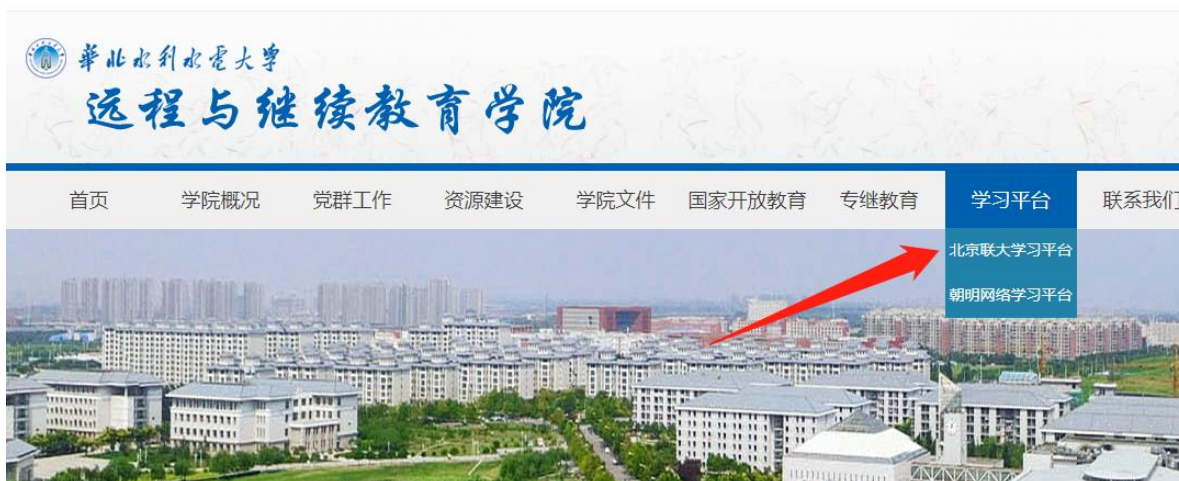 華北水利水電大學
远程与继续教育学院
首页 学院概况 党群工作 资源建设 学院文件 国家开放教育 专继教育 学习平台 联系我们
北京联大学习平台
朝明网络学习平台